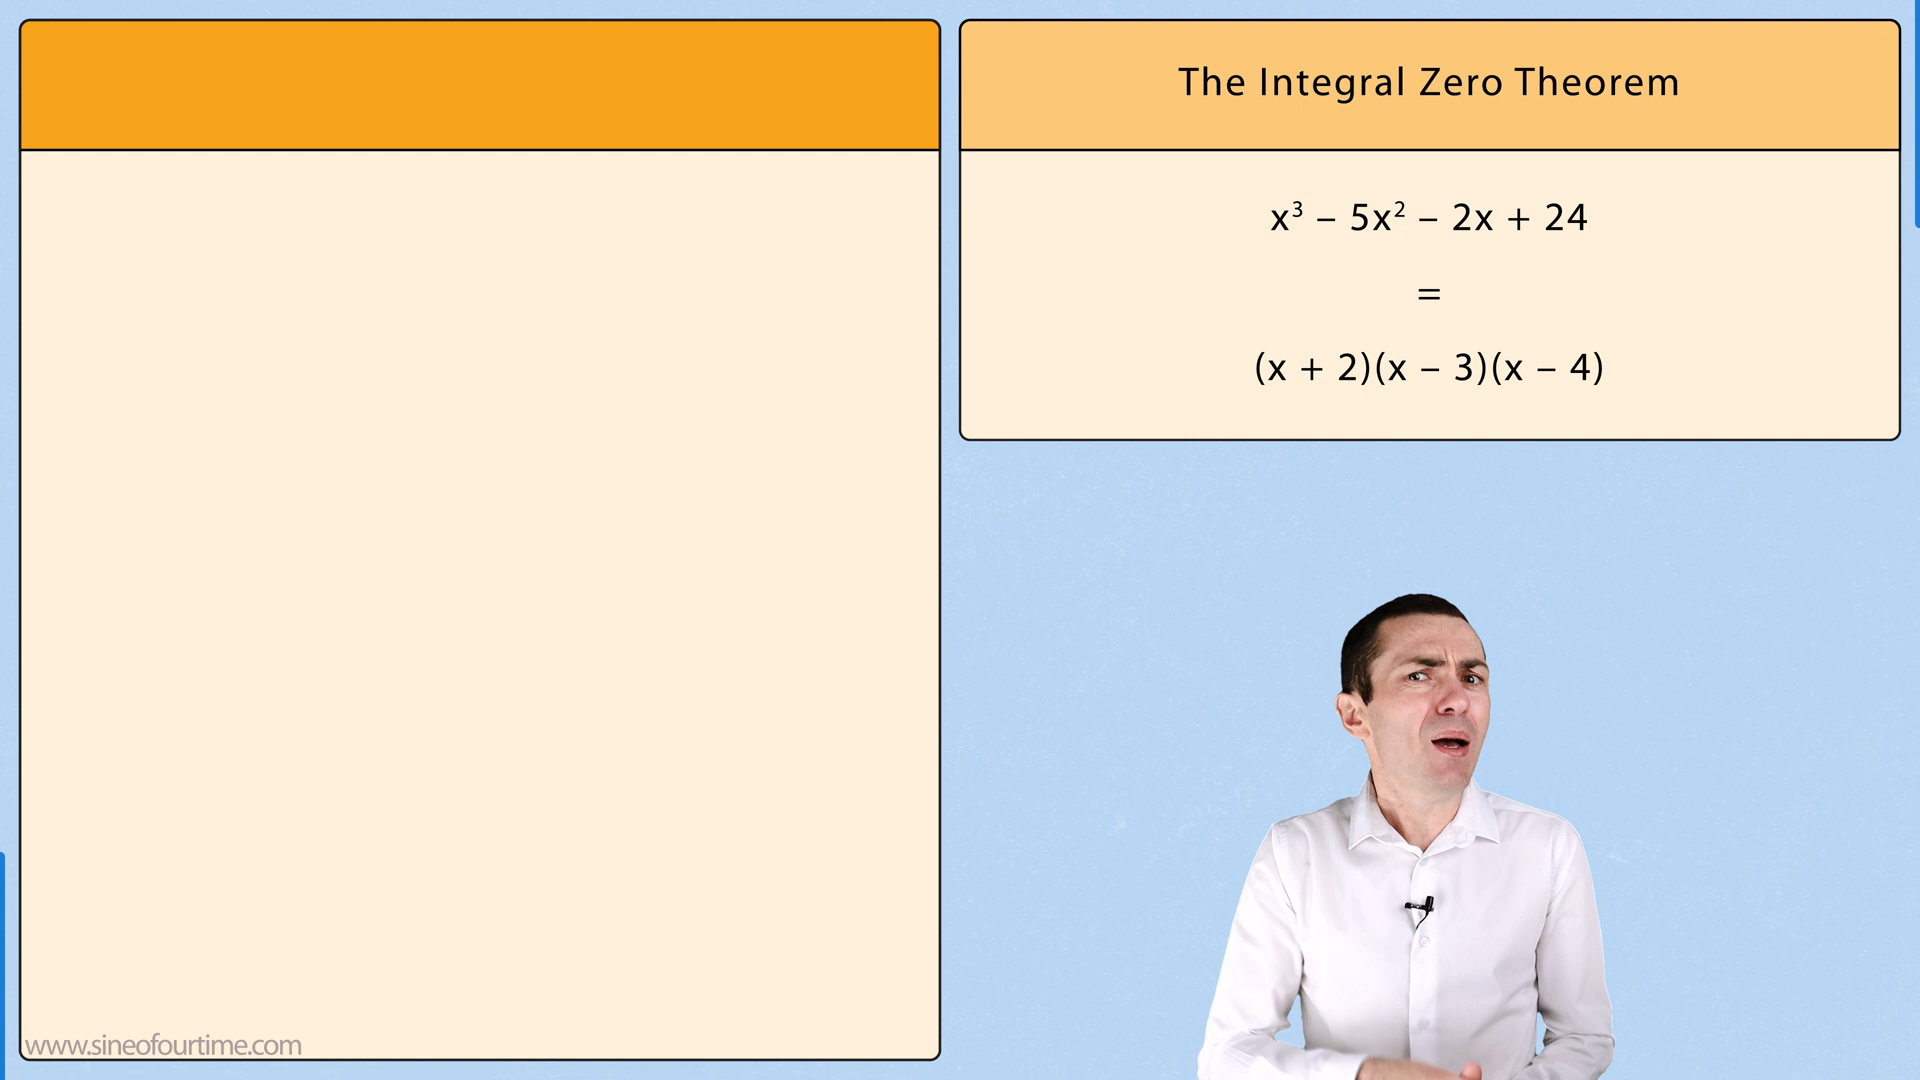 The Integral Zero Theorem
x³ – 5x² – 2x + 24
=
(x + 2)(x – 3)(x – 4)
www.sineofourtime.com